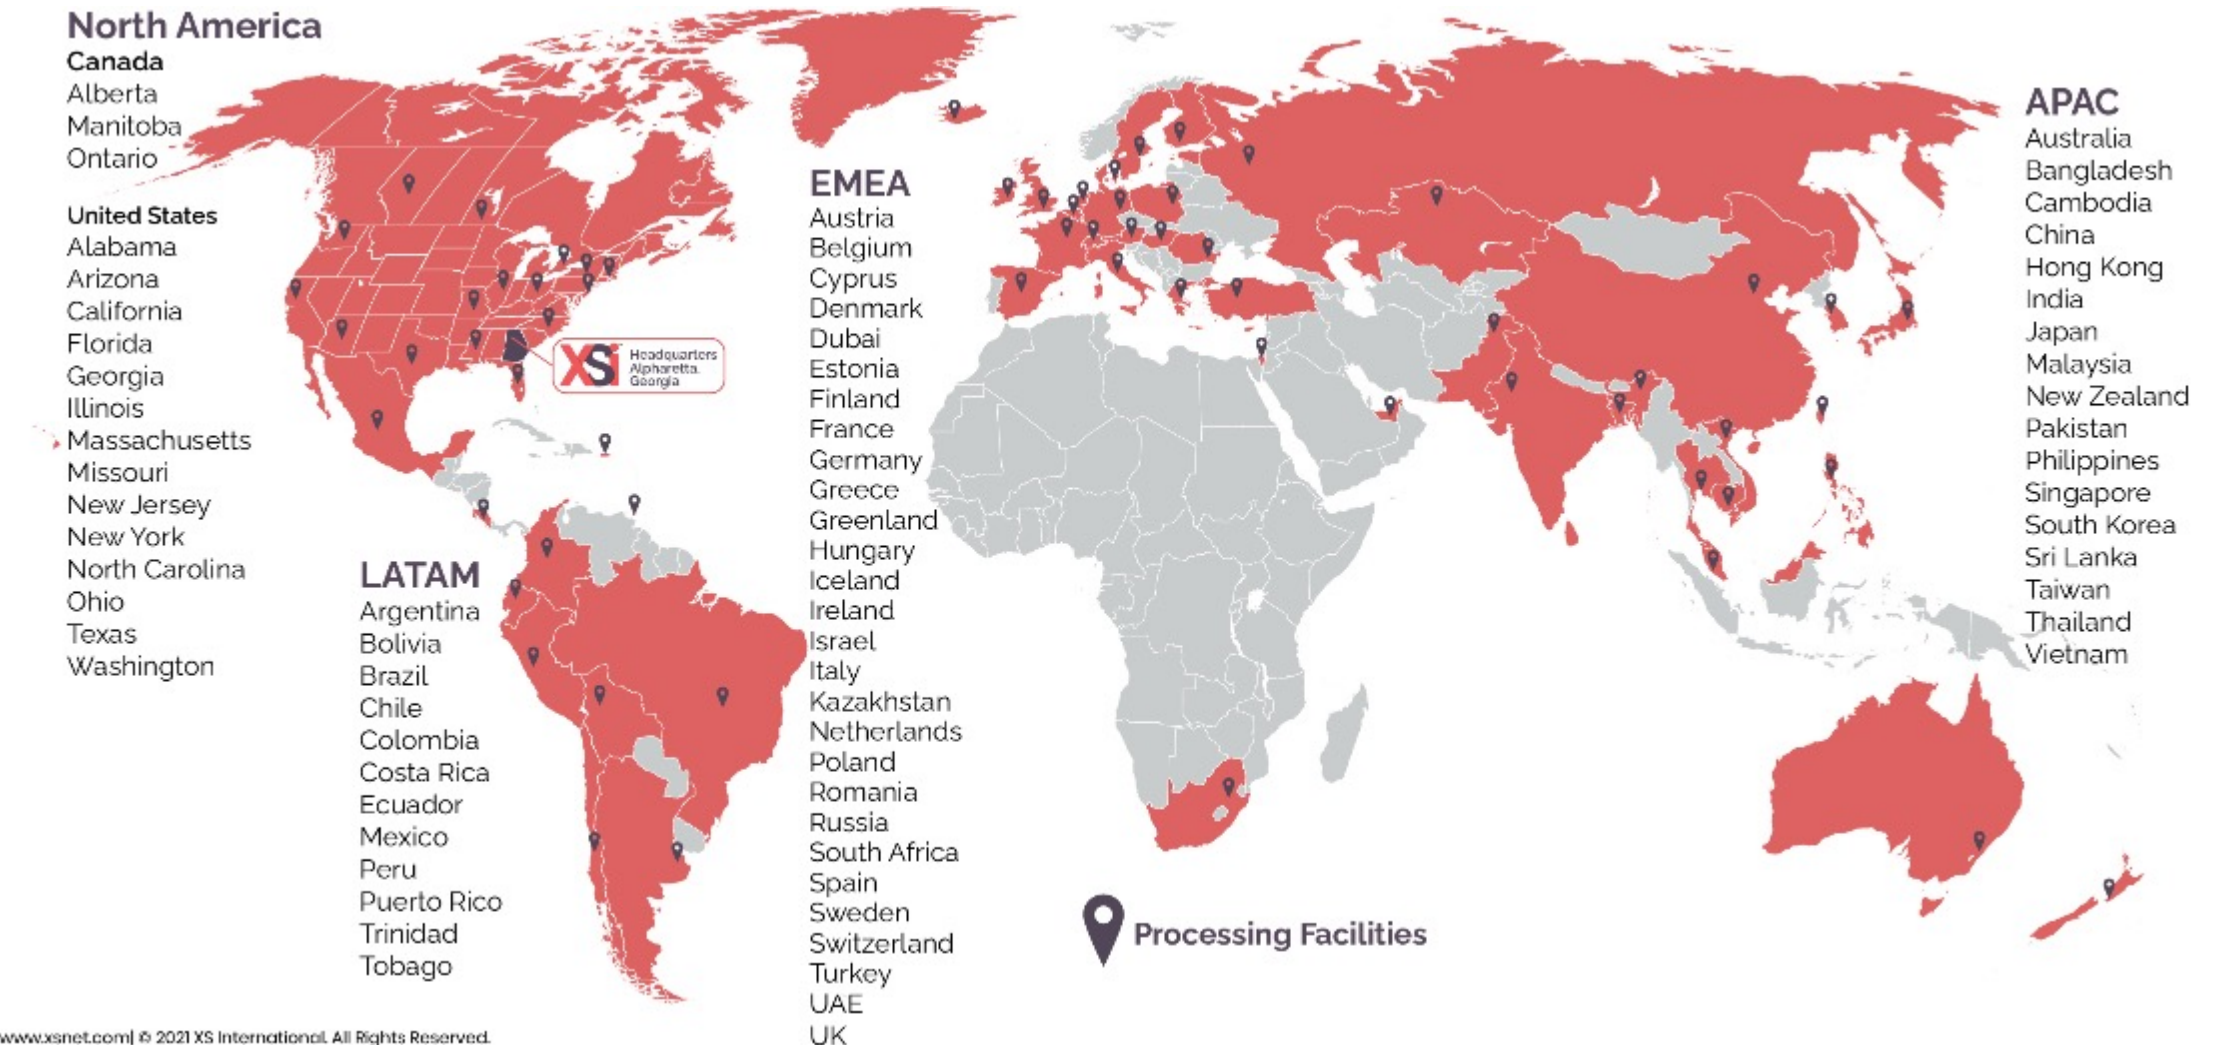 North America
Canada
Alberta
Manitoba
Ontario
United States
Alabama
Arizona
California
Florida
Georgia
Illinois
Massachusetts
Missouri
New Jersey
New York
North Carolina
Ohio
Texas
Washington
XSi
Headquarters
Alpharetta,
Georgia
LATAM
Argentina
Bolivia
Brazil
Chile
Colombia
Costa Rica
Ecuador
Mexico
Peru
Puerto Rico
Trinidad
Tobago
EMEA
Austria
Belgium
Cyprus
Denmark
Dubai
Estonia
Finland
France
Germany
Greece
Greenland
Hungary
Iceland
Ireland
Israel
Italy
Kazakhstan
Netherlands
Poland
Romania
Russia
South Africa
Spain
Sweden
Switzerland
Turkey
UAE
UK
APAC
Australia
Bangladesh
Cambodia
China
Hong Kong
India
Japan
Malaysia
New Zealand
Pakistan
Philippines
Singapore
South Korea
Sri Lanka
Taiwan
Thailand
Vietnam
Processing Facilities
www.xsnet.com| © 2021 XS International. All Rights Reserved.